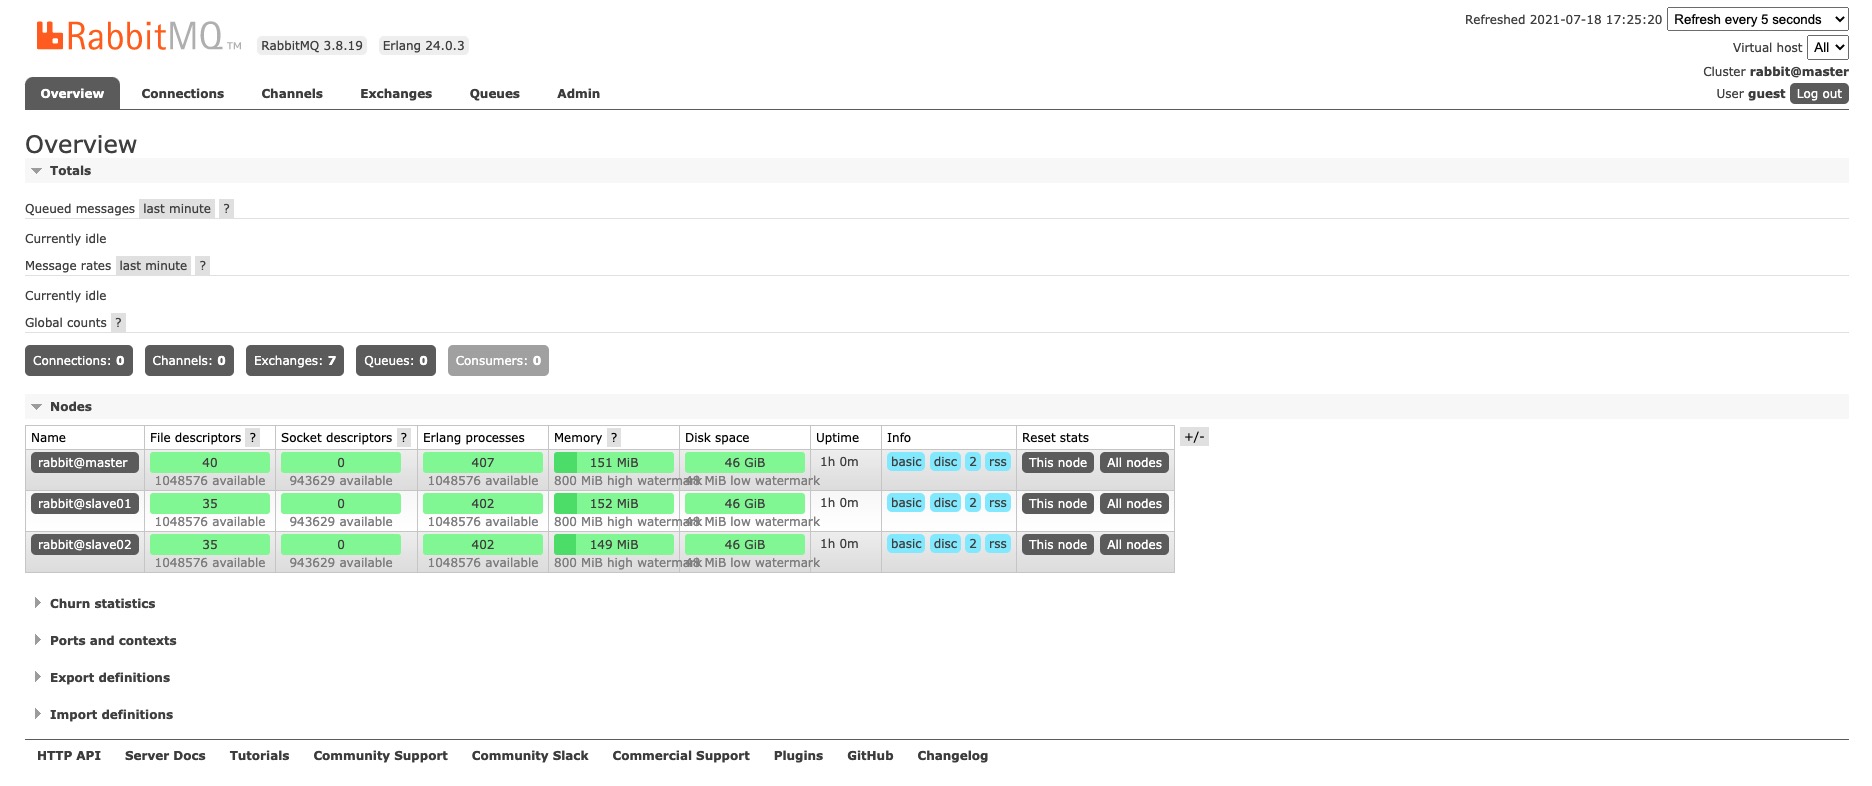 RabbitMQ TM RabbitMQ 3.8.19 Erlang 24.0.3
Refreshed 2021-07-18 17:25:20 Refresh every 5 seconds
Virtual host All
Cluster rabbit@master
User guest Log out
Overview Connections Channels Exchanges Queues Admin
Overview
Totals
Queued messages last minute ?
Currently idle
Message rates last minute ?
Currently idle
Global counts ?
Connections: 0 Channels: 0 Exchanges: 7 Queues: 0 Consumers: 0
Nodes
Name File descriptors ? Socket descriptors ? Erlang processes Memory ? Disk space Uptime Info Reset stats +/-
rabbit@master 40 0 407 151 MiB 46 GiB 1h 0m basic disc 2 rss This node All nodes
1048576 available 943629 available 1048576 available 800 MiB high watermark 48 MiB low watermark
rabbit@slave01 35 0 402 152 MiB 46 GiB 1h 0m basic disc 2 rss This node All nodes
1048576 available 943629 available 1048576 available 800 MiB high watermark 48 MiB low watermark
rabbit@slave02 35 0 402 149 MiB 46 GiB 1h 0m basic disc 2 rss This node All nodes
1048576 available 943629 available 1048576 available 800 MiB high watermark 48 MiB low watermark
Churn statistics
Ports and contexts
Export definitions
Import definitions
HTTP API Server Docs Tutorials Community Support Community Slack Commercial Support Plugins GitHub Changelog